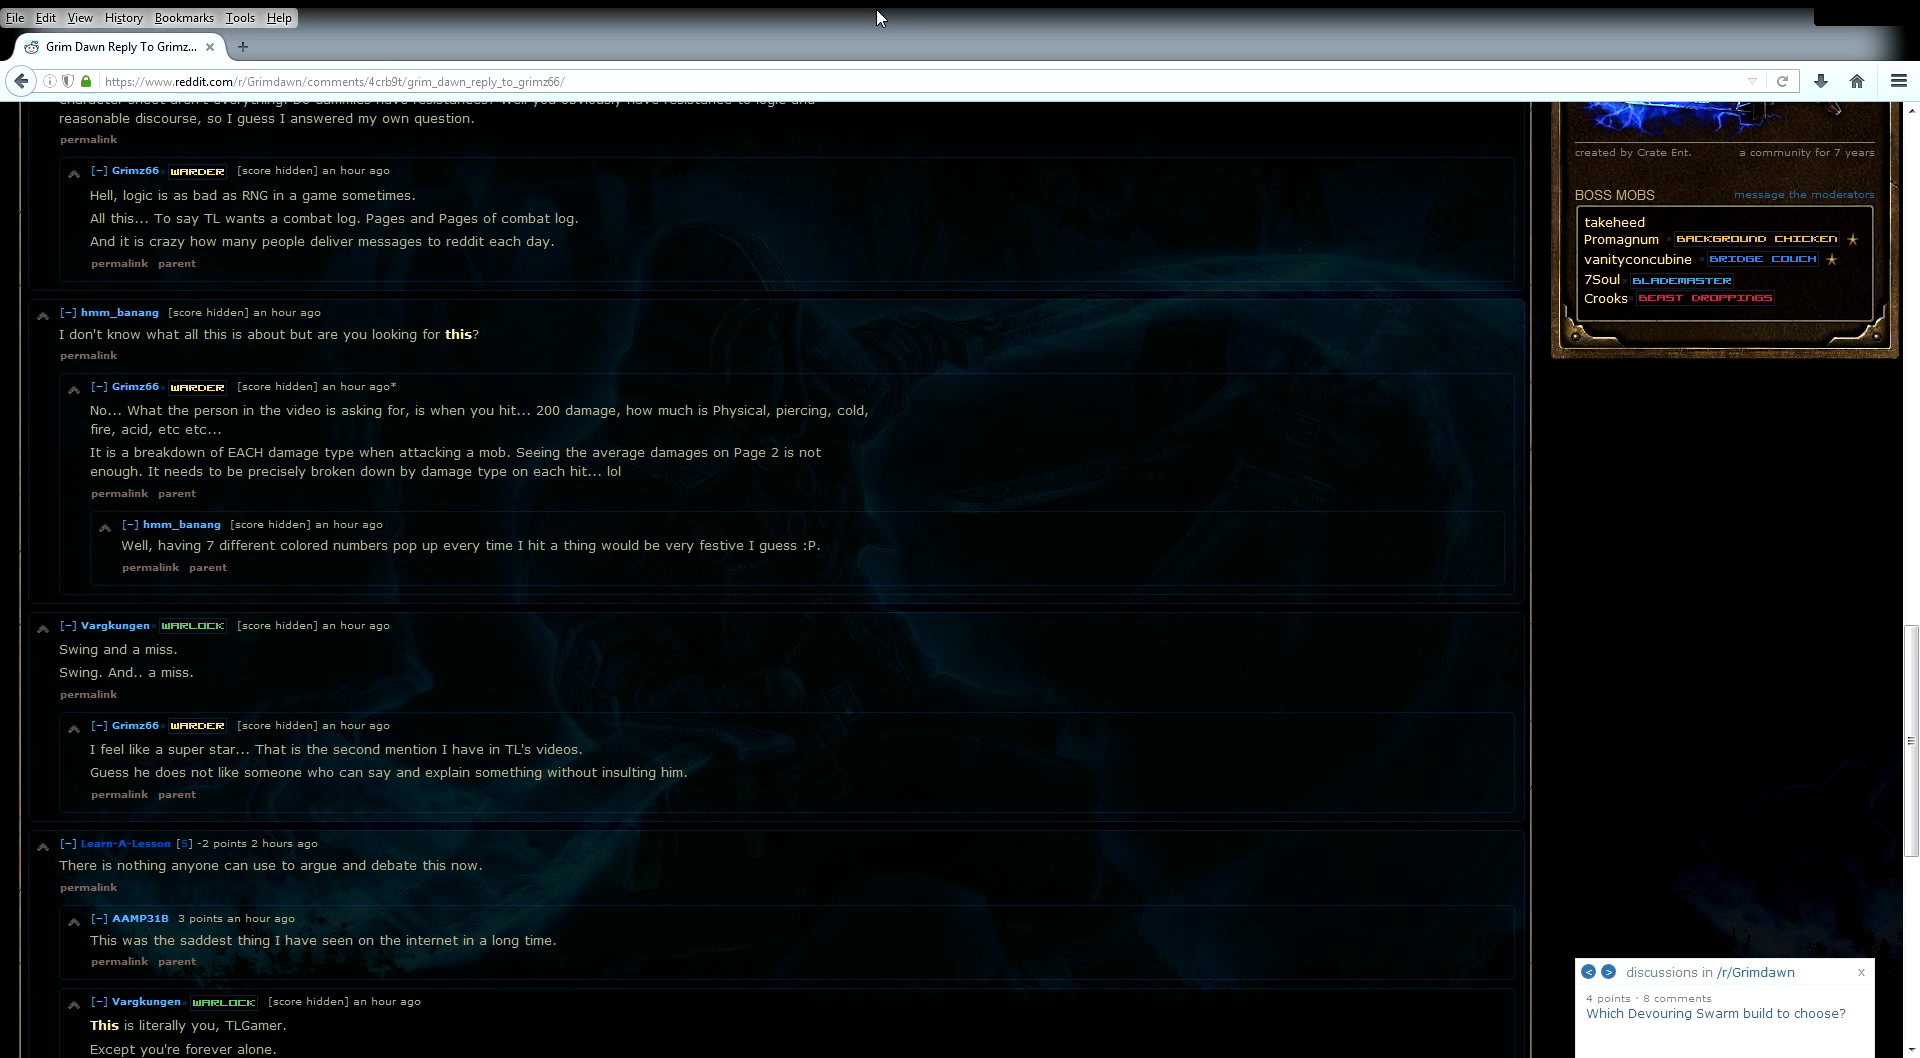 File Edit View History Bookmarks Tools Help
Grim Dawn Reply To Grimz... × +
https://www.reddit.com/r/Grimdawn/comments/4crb9t/grim_dawn_reply_to_grimz66/
character sheet aren't everything. Do dummies have resistances? Well you obviously have resistance to logic and
reasonable discourse, so I guess I answered my own question.
permalink
[–] Grimz66 WARDER [score hidden] an hour ago
Hell, logic is as bad as RNG in a game sometimes.
All this... To say TL wants a combat log. Pages and Pages of combat log.
And it is crazy how many people deliver messages to reddit each day.
permalink parent
[–] hmm_banang [score hidden] an hour ago
I don't know what all this is about but are you looking for this?
permalink
[–] Grimz66 WARDER [score hidden] an hour ago*
No... What the person in the video is asking for, is when you hit... 200 damage, how much is Physical, piercing, cold,
fire, acid, etc etc...
It is a breakdown of EACH damage type when attacking a mob. Seeing the average damages on Page 2 is not
enough. It needs to be precisely broken down by damage type on each hit... lol
permalink parent
[–] hmm_banang [score hidden] an hour ago
Well, having 7 different colored numbers pop up every time I hit a thing would be very festive I guess :P.
permalink parent
[–] Vargkungen WARLOCK [score hidden] an hour ago
Swing and a miss.
Swing. And.. a miss.
permalink
[–] Grimz66 WARDER [score hidden] an hour ago
I feel like a super star... That is the second mention I have in TL's videos.
Guess he does not like someone who can say and explain something without insulting him.
permalink parent
[–] Learn-A-Lesson [S] -2 points 2 hours ago
There is nothing anyone can use to argue and debate this now.
permalink
[–] AAMP31B 3 points an hour ago
This was the saddest thing I have seen on the internet in a long time.
permalink parent
[–] Vargkungen WARLOCK [score hidden] an hour ago
This is literally you, TLGamer.
Except you're forever alone.
created by Crate Ent. a community for 7 years
BOSS MOBS message the moderators
takeheed
Promagnum BACKGROUND CHICKEN
vanityconcubine BRIDGE COUCH
7Soul BLADEMASTER
Crooks BEAST DROPPINGS
< > discussions in /r/Grimdawn x
4 points · 8 comments
Which Devouring Swarm build to choose?